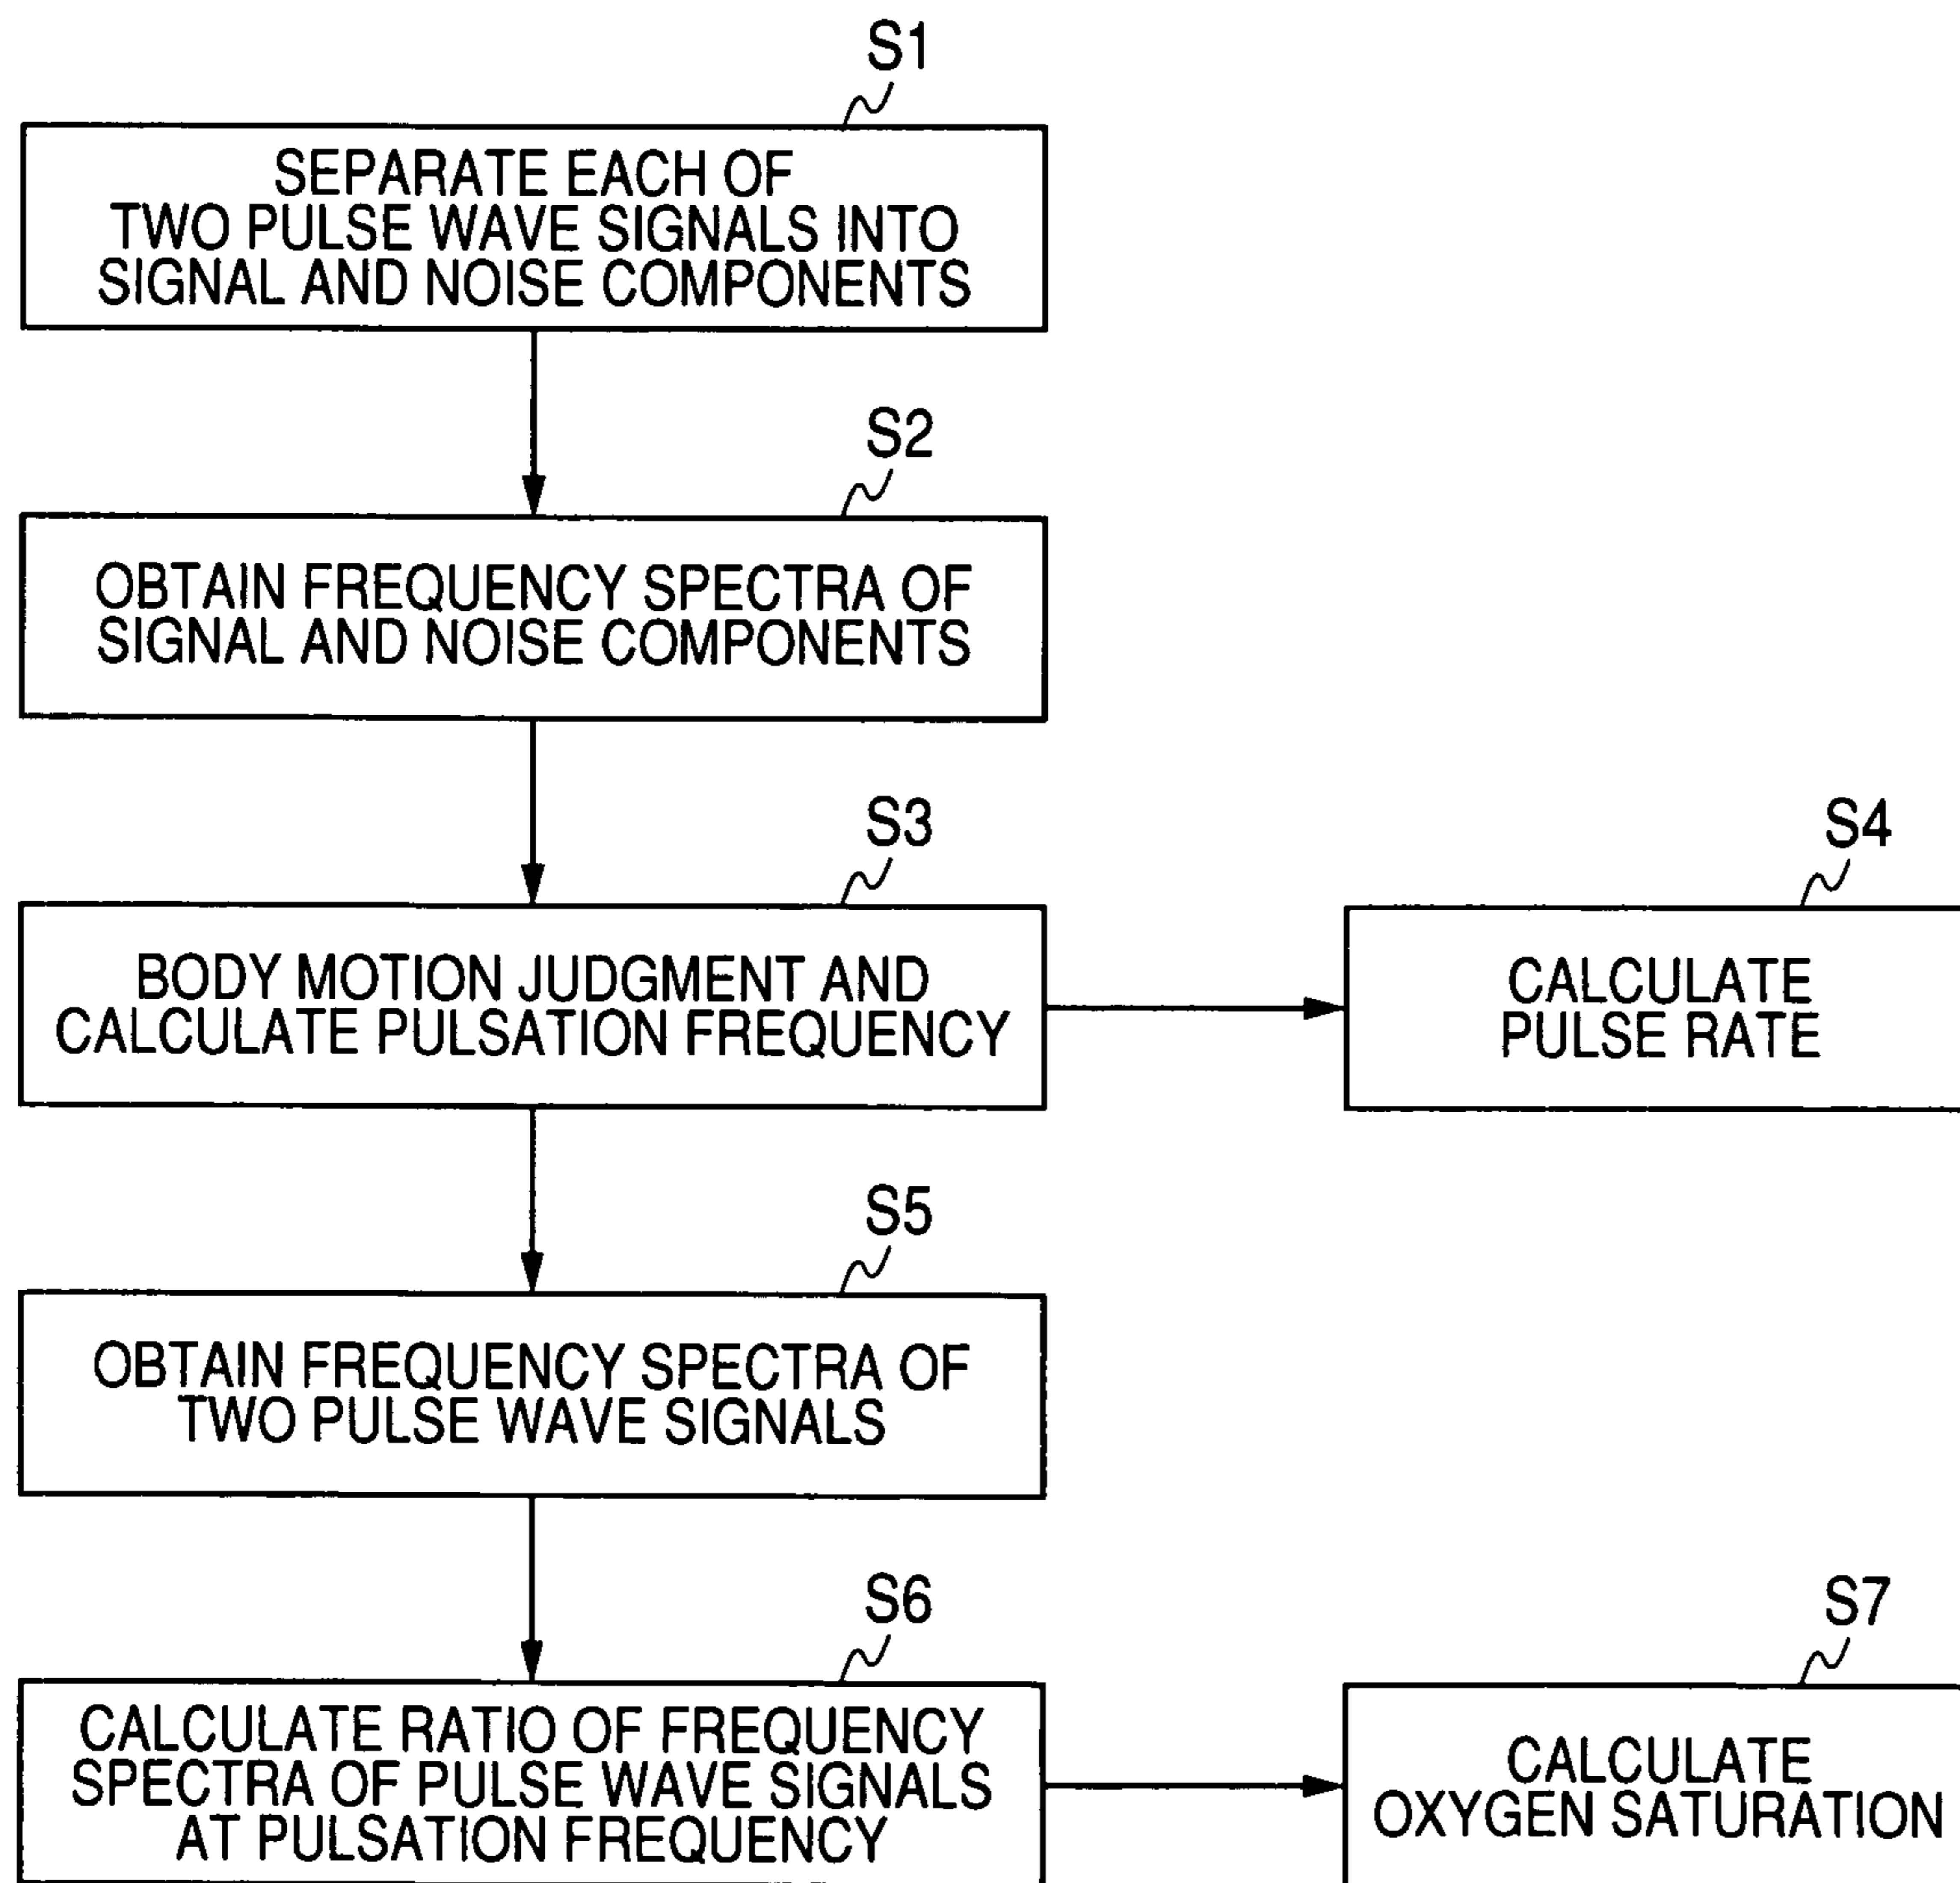 S1
SEPARATE EACH OF
TWO PULSE WAVE SIGNALS INTO
SIGNAL AND NOISE COMPONENTS
S2
OBTAIN FREQUENCY SPECTRA OF
SIGNAL AND NOISE COMPONENTS
S3
BODY MOTION JUDGMENT AND
CALCULATE PULSATION FREQUENCY
S4
CALCULATE
PULSE RATE
S5
OBTAIN FREQUENCY SPECTRA OF
TWO PULSE WAVE SIGNALS
S6
CALCULATE RATIO OF FREQUENCY
SPECTRA OF PULSE WAVE SIGNALS
AT PULSATION FREQUENCY
S7
CALCULATE
OXYGEN SATURATION